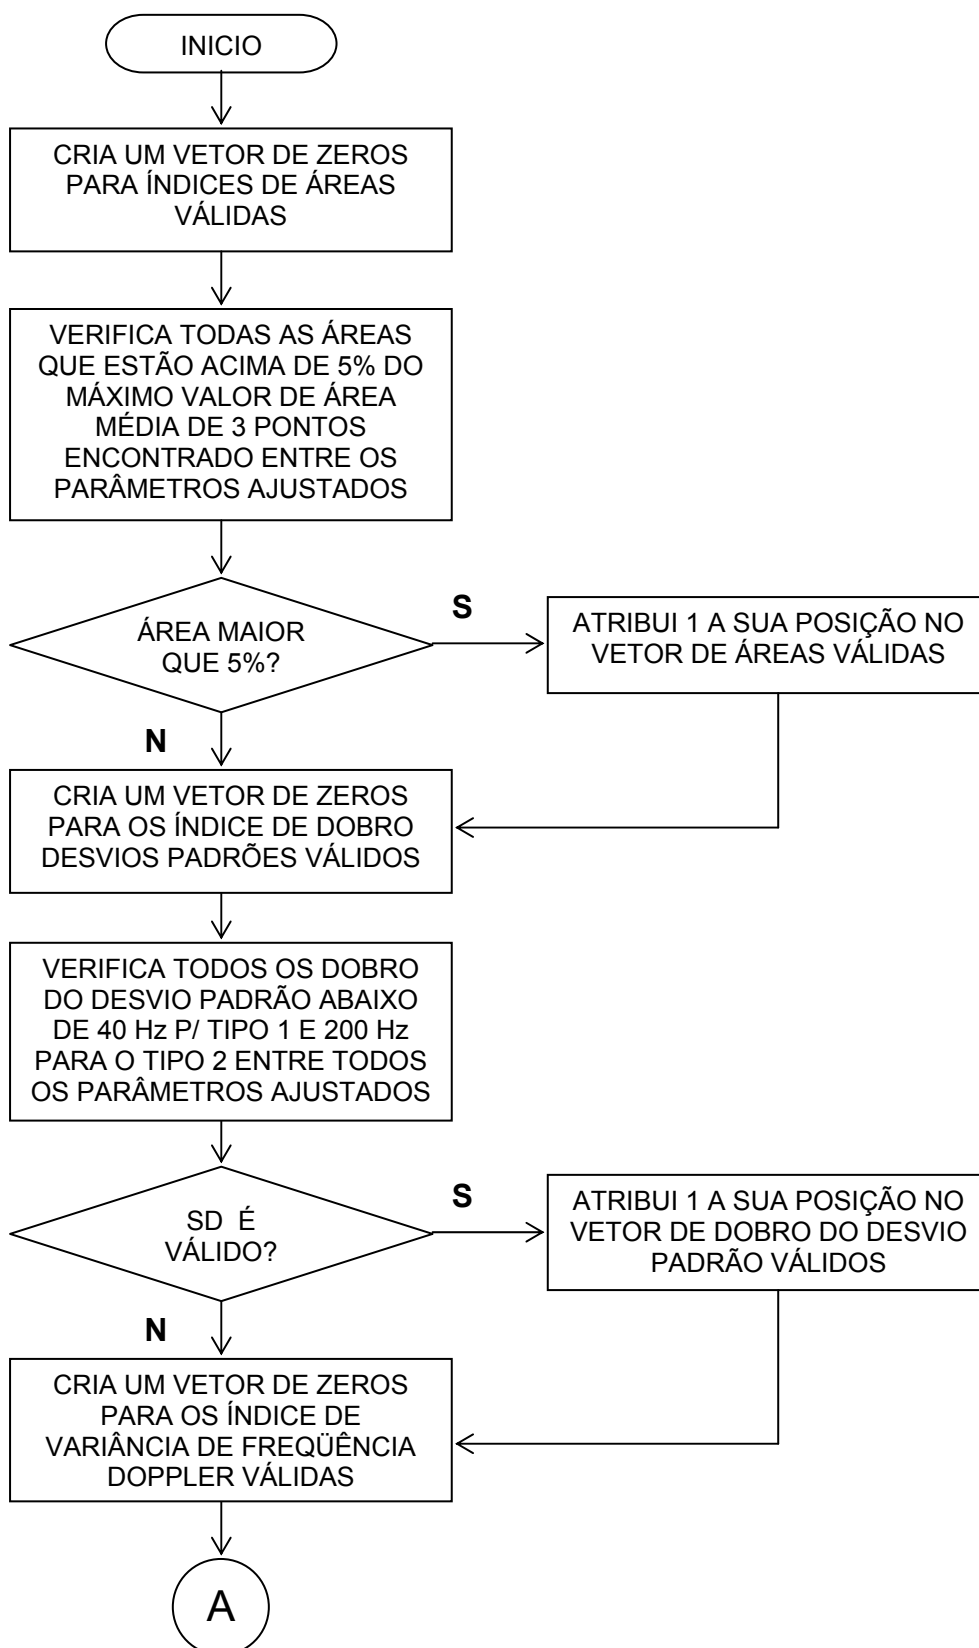 INICIO
CRIA UM VETOR DE ZEROS
PARA ÍNDICES DE ÁREAS
VÁLIDAS
VERIFICA TODAS AS ÁREAS
QUE ESTÃO ACIMA DE 5% DO
MÁXIMO VALOR DE ÁREA
MÉDIA DE 3 PONTOS
ENCONTRADO ENTRE OS
PARÂMETROS AJUSTADOS
ÁREA MAIOR
QUE 5%?
S
ATRIBUI 1 A SUA POSIÇÃO NO
VETOR DE ÁREAS VÁLIDAS
N
CRIA UM VETOR DE ZEROS
PARA OS ÍNDICE DE DOBRO
DESVIOS PADRÕES VÁLIDOS
VERIFICA TODOS OS DOBRO
DO DESVIO PADRÃO ABAIXO
DE 40 Hz P/ TIPO 1 E 200 Hz
PARA O TIPO 2 ENTRE TODOS
OS PARÂMETROS AJUSTADOS
SD É
VÁLIDO?
S
ATRIBUI 1 A SUA POSIÇÃO NO
VETOR DE DOBRO DO DESVIO
PADRÃO VÁLIDOS
N
CRIA UM VETOR DE ZEROS
PARA OS ÍNDICE DE
VARIÂNCIA DE FREQÜÊNCIA
DOPPLER VÁLIDAS
A